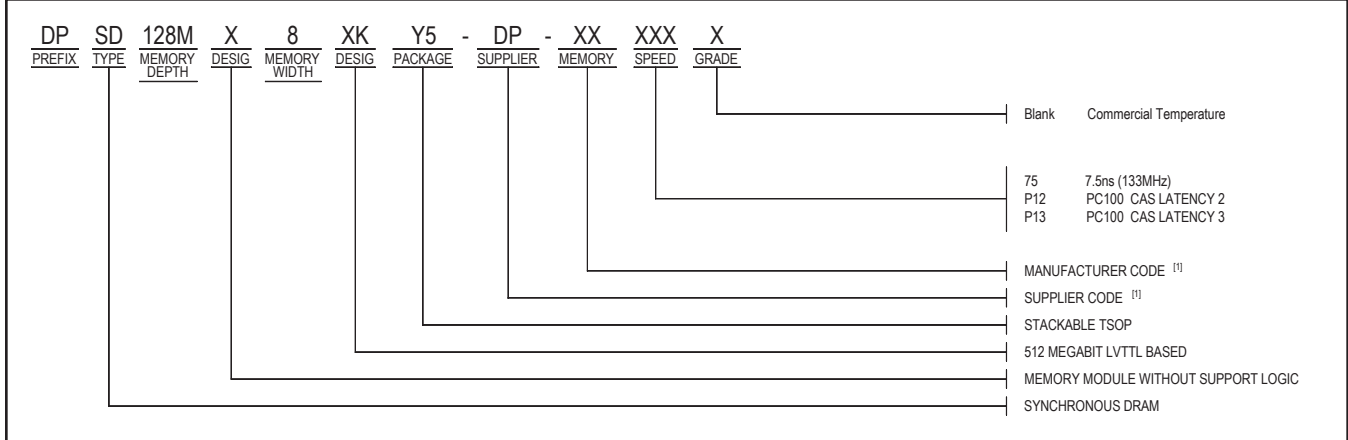 DP SD 128M X 8 XK Y5 - DP - XX XXX X
PREFIX TYPE MEMORY DEPTH DESIG MEMORY WIDTH DESIG PACKAGE SUPPLIER MEMORY SPEED GRADE
Blank Commercial Temperature
75 7.5ns (133MHz)
P12 PC100 CAS LATENCY 2
P13 PC100 CAS LATENCY 3
MANUFACTURER CODE [1]
SUPPLIER CODE [1]
STACKABLE TSOP
512 MEGABIT LVTTL BASED
MEMORY MODULE WITHOUT SUPPORT LOGIC
SYNCHRONOUS DRAM